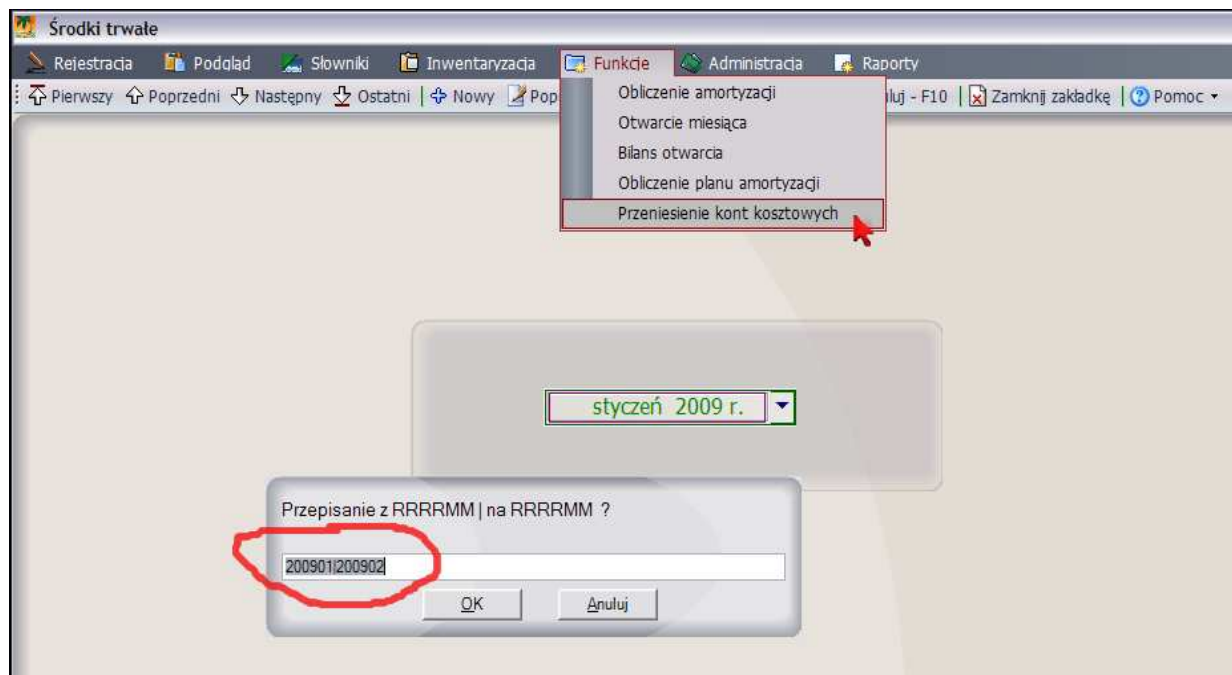 Środki trwałe
Rejestracja Podgląd Słowniki Inwentaryzacja Funkcje Administracja Raporty
Pierwszy Poprzedni Następny Ostatni | Nowy Pop luj - F10 | Zamknij zakładkę | Pomoc
Obliczenie amortyzacji
Otwarcie miesiąca
Bilans otwarcia
Obliczenie planu amortyzacji
Przeniesienie kont kosztowych
styczeń 2009 r.
Przepisanie z RRRRMM | na RRRRMM ?
200901|200902
OK Anuluj